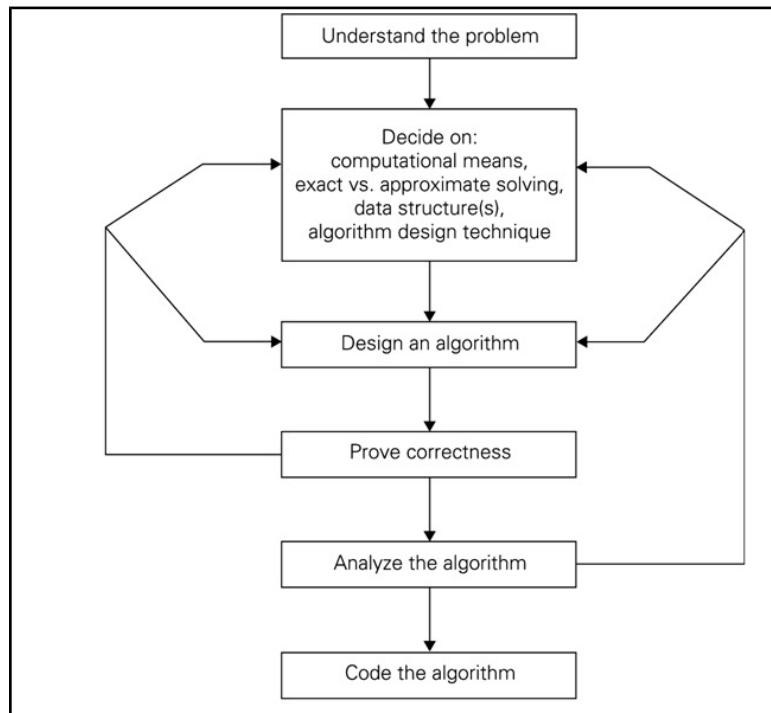 Understand the problem
Decide on:
computational means,
exact vs. approximate solving,
data structure(s),
algorithm design technique
Design an algorithm
Prove correctness
Analyze the algorithm
Code the algorithm